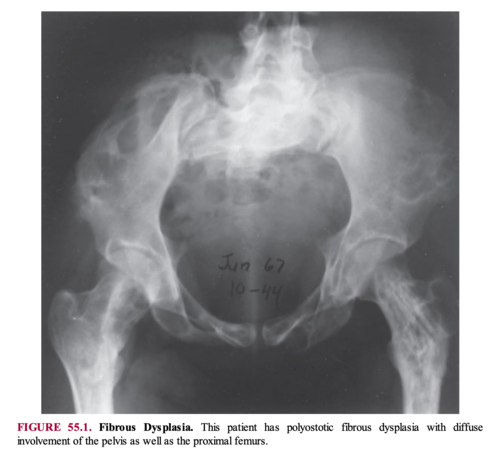 Jun 67
10-44
FIGURE 55.1. Fibrous Dysplasia. This patient has polyostotic fibrous dysplasia with diffuse
involvement of the pelvis as well as the proximal femurs.